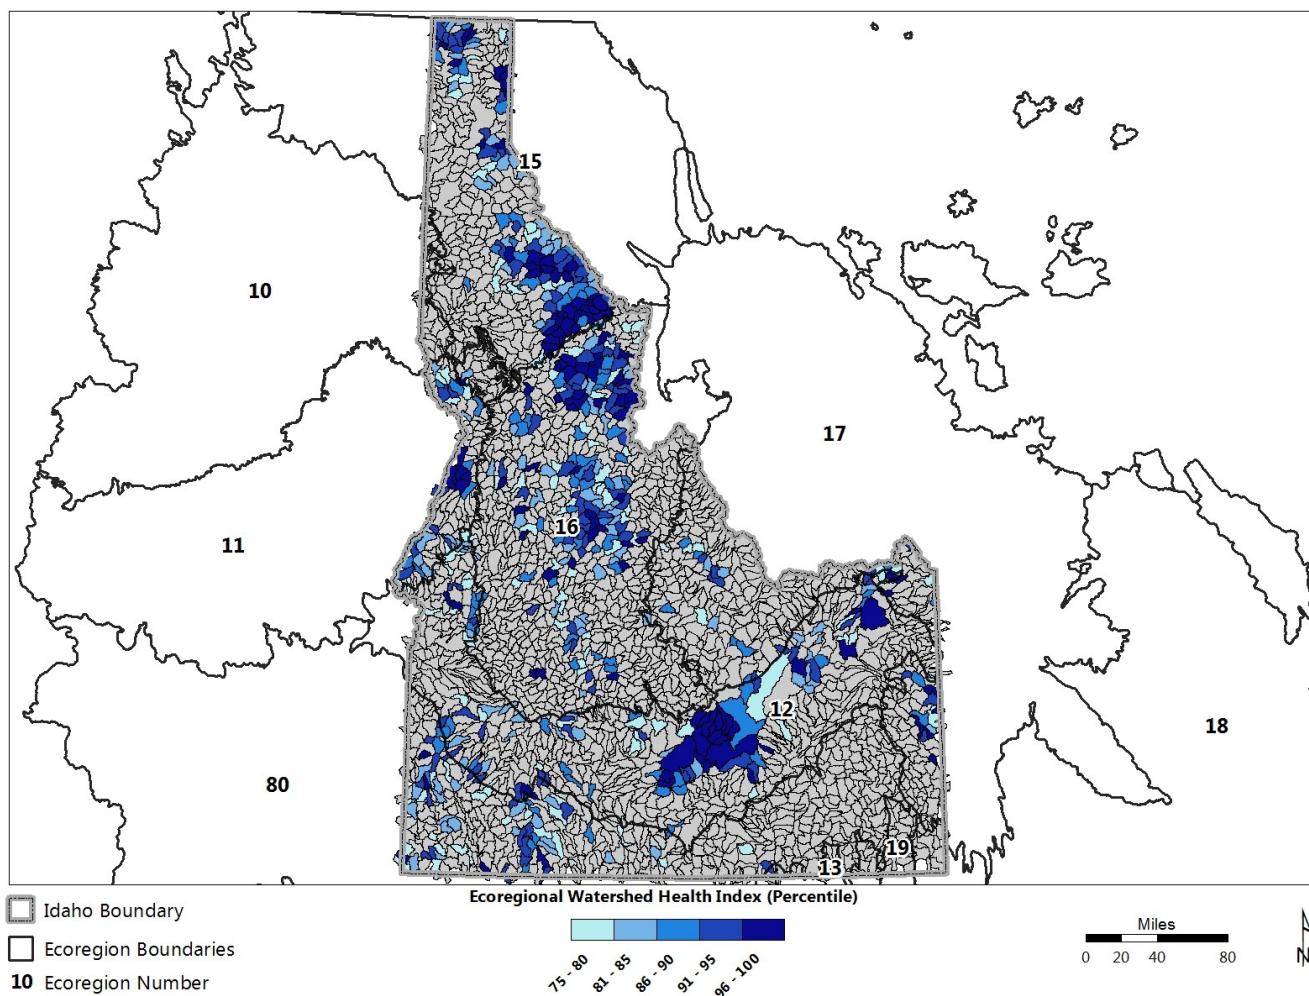 15
10
17
16
11
12
18
80
19
13
Ecoregional Watershed Health Index (Percentile)
75 - 80
81 - 85
86 - 90
91 - 95
96 - 100
Idaho Boundary
Ecoregion Boundaries
10 Ecoregion Number
Miles
0 20 40 80
N